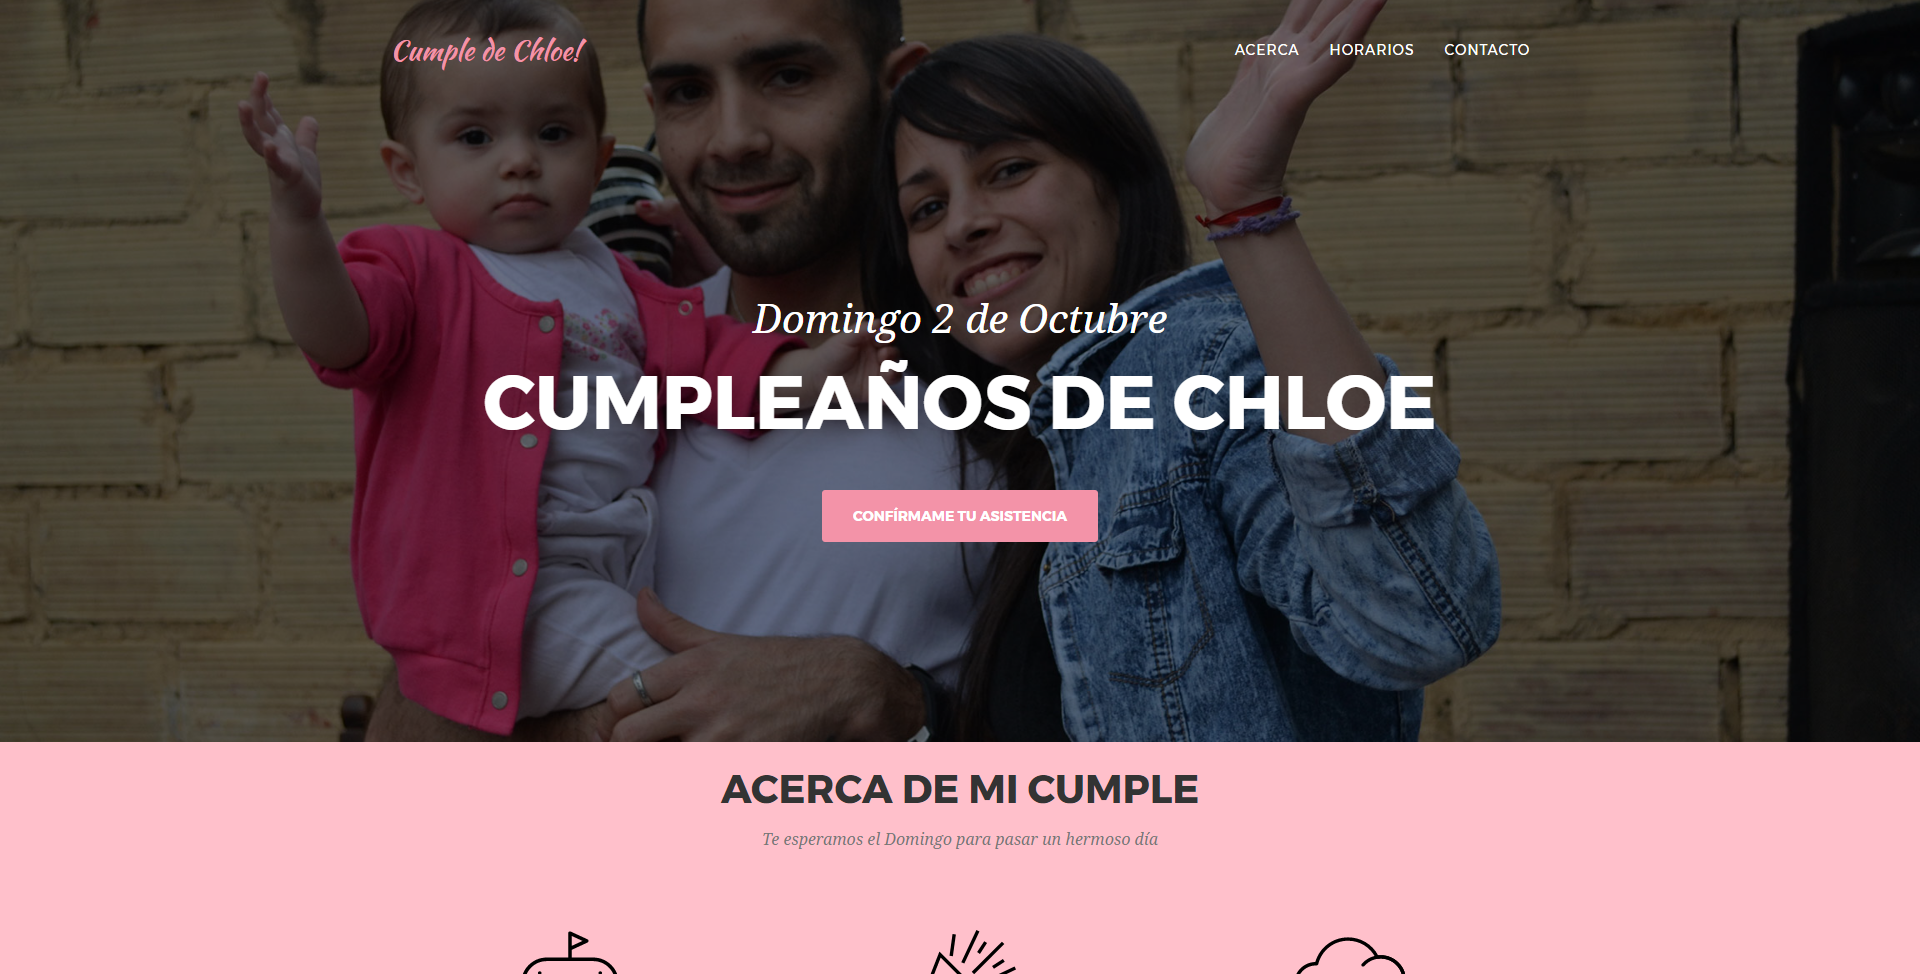 Cumple de Chloe!
ACERCA HORARIOS CONTACTO
Domingo 2 de Octubre
CUMPLEAÑOS DE CHLOE
CONFÍRMAME TU ASISTENCIA
ACERCA DE MI CUMPLE
Te esperamos el Domingo para pasar un hermoso día